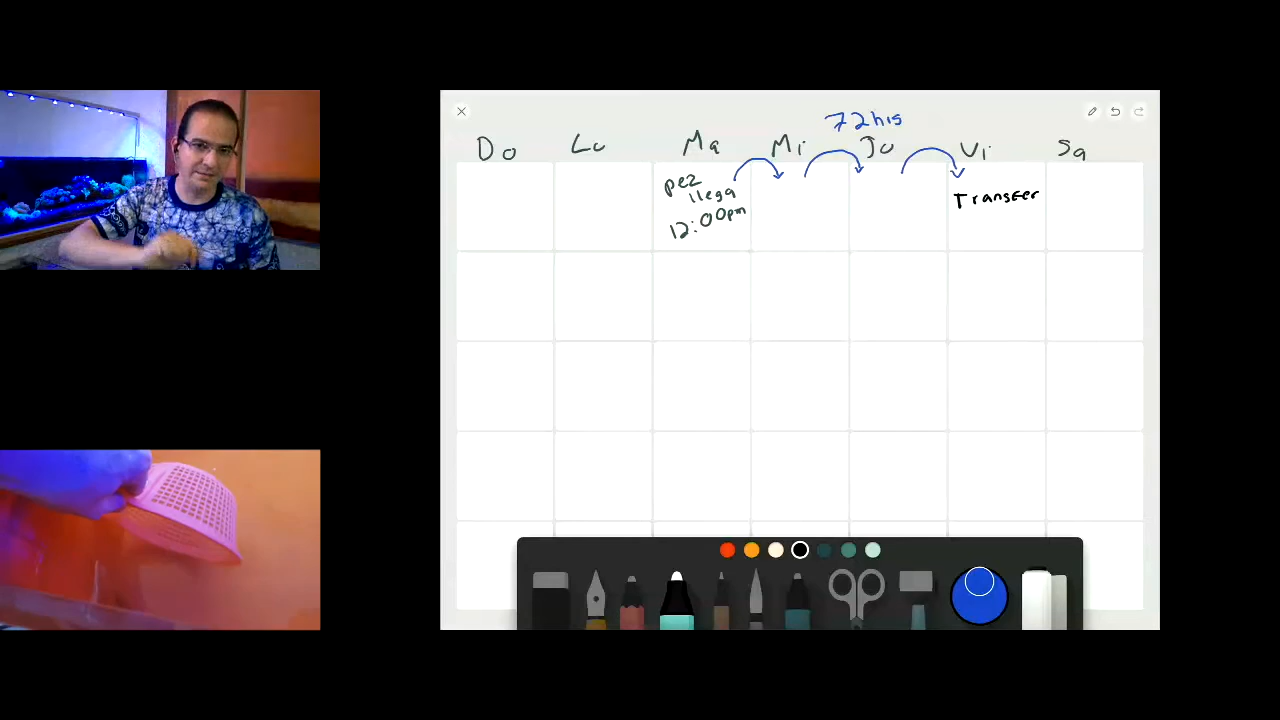 72hrs
Do Lu Ma Mi Ju Vi Sa
pez
llega
12:00pm
Transfer